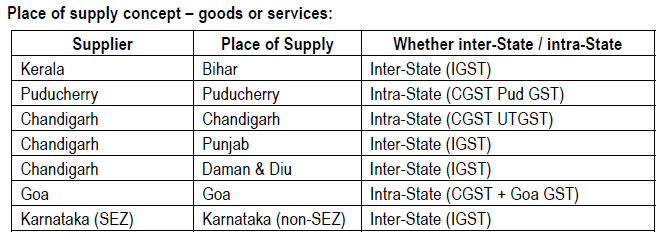 Place of supply concept – goods or services:
Supplier Place of Supply Whether inter-State / intra-State
Kerala Bihar Inter-State (IGST)
Puducherry Puducherry Intra-State (CGST Pud GST)
Chandigarh Chandigarh Intra-State (CGST UTGST)
Chandigarh Punjab Inter-State (IGST)
Chandigarh Daman & Diu Inter-State (IGST)
Goa Goa Intra-State (CGST + Goa GST)
Karnataka (SEZ) Karnataka (non-SEZ) Inter-State (IGST)